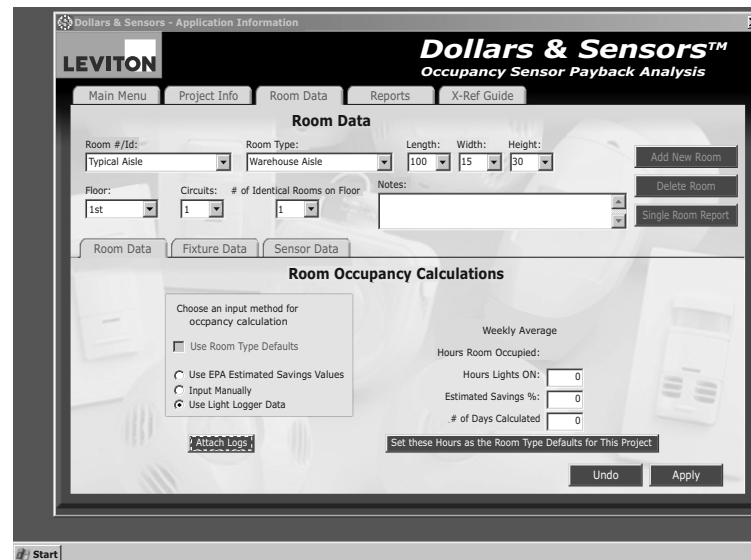 Dollars & Sensors - Application Information
LEVITON
Dollars & Sensors™
Occupancy Sensor Payback Analysis
Main Menu
Project Info
Room Data
Reports
X-Ref Guide
Room Data
Room #/Id:
Room Type:
Length:
Width:
Height:
Typical Aisle
Warehouse Aisle
100
15
30
Add New Room
Floor:
Circuits:
# of Identical Rooms on Floor
Notes:
Delete Room
1st
1
1
Single Room Report
Room Data
Fixture Data
Sensor Data
Room Occupancy Calculations
Choose an input method for
occpancy calculation
Use Room Type Defaults
Use EPA Estimated Savings Values
Input Manually
Use Light Logger Data
Weekly Average
Hours Room Occupied:
Hours Lights ON: 0
Estimated Savings %: 0
# of Days Calculated 0
Attach Logs
Set these Hours as the Room Type Defaults for This Project
Undo
Apply
Start